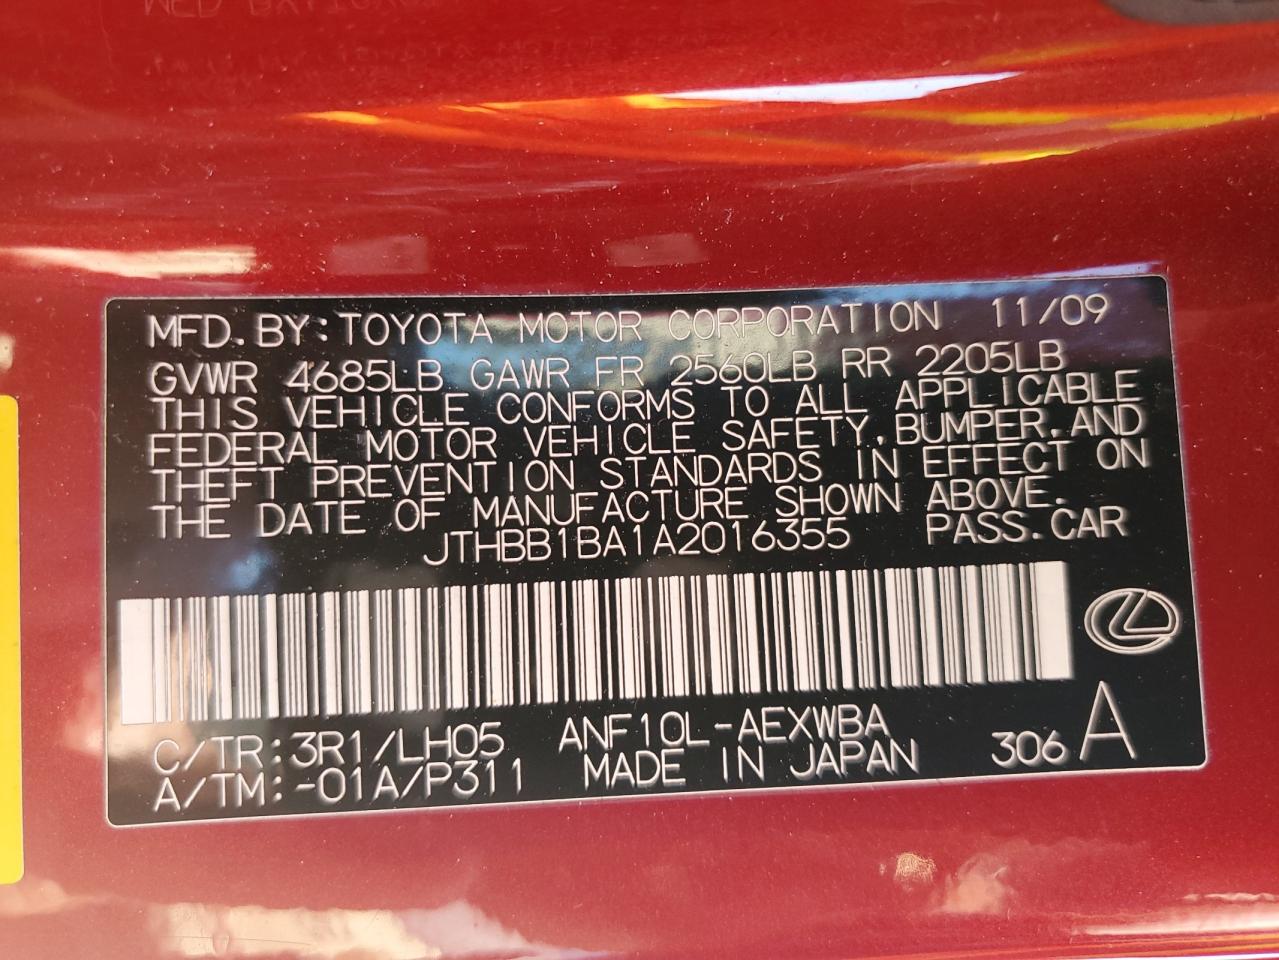 MFD. BY: TOYOTA MOTOR CORPORATION 11/09
GVWR 4685LB GAWR FR 2560LB RR 2205LB
THIS VEHICLE CONFORMS TO ALL APPLICABLE
FEDERAL MOTOR VEHICLE SAFETY, BUMPER, AND
THEFT PREVENTION STANDARDS IN EFFECT ON
THE DATE OF MANUFACTURE SHOWN ABOVE.
JTHBB1BA1A2016355 PASS. CAR
C/TR: 3R1/LH05 ANF10L-AEXWBA
A/TM: -01A/P311 MADE IN JAPAN 306 A